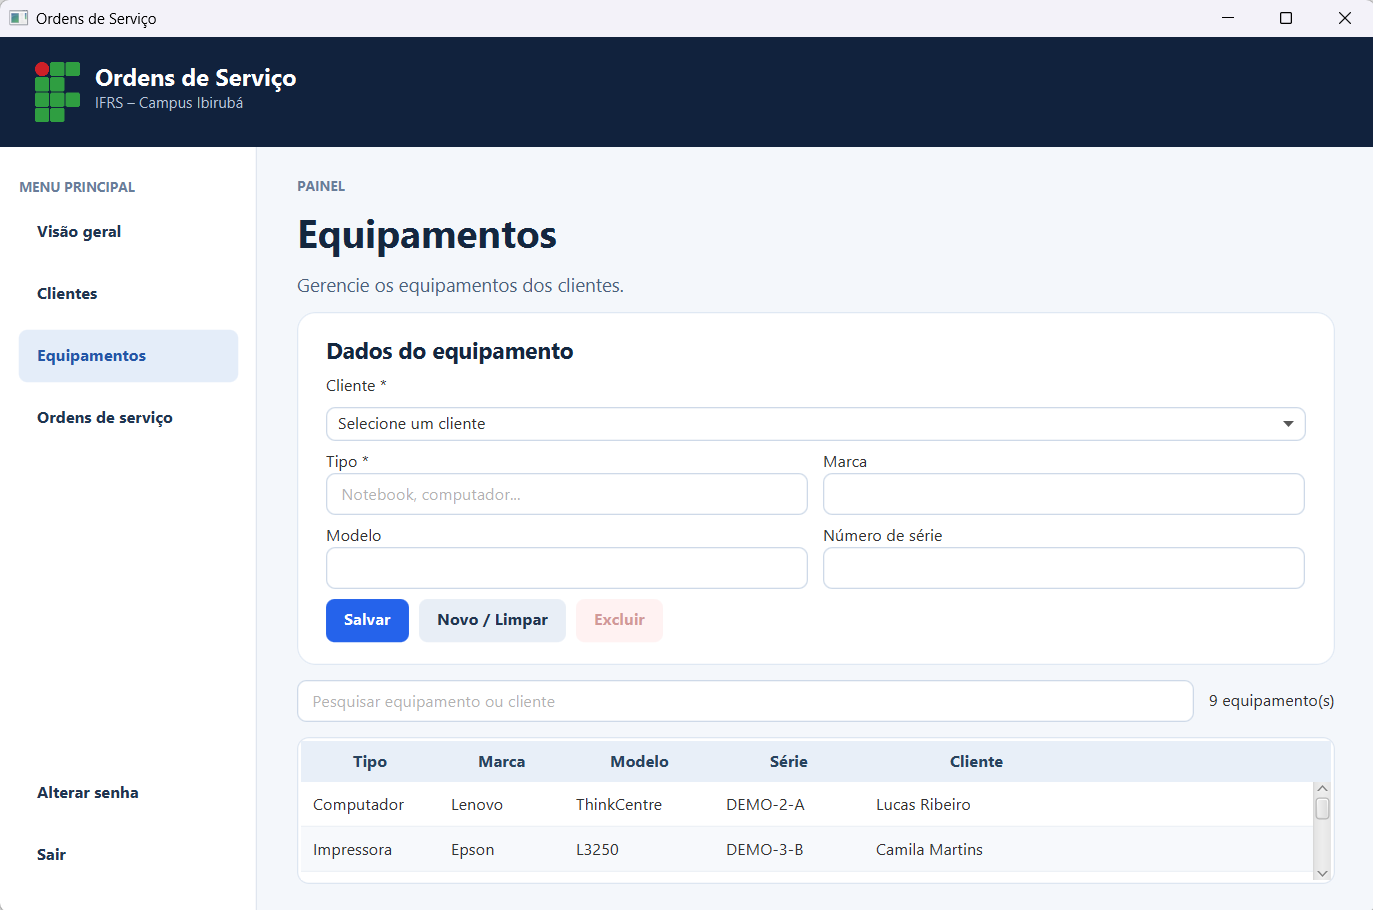 Ordens de Serviço
Ordens de Serviço
IFRS – Campus Ibirubá
MENU PRINCIPAL
Visão geral
Clientes
Equipamentos
Ordens de serviço
Alterar senha
Sair
PAINEL
Equipamentos
Gerencie os equipamentos dos clientes.
Dados do equipamento
Cliente *
Selecione um cliente
Tipo * Marca
Notebook, computador...
Modelo Número de série
Salvar Novo / Limpar Excluir
Pesquisar equipamento ou cliente 9 equipamento(s)
Tipo Marca Modelo Série Cliente
Computador Lenovo ThinkCentre DEMO-2-A Lucas Ribeiro
Impressora Epson L3250 DEMO-3-B Camila Martins